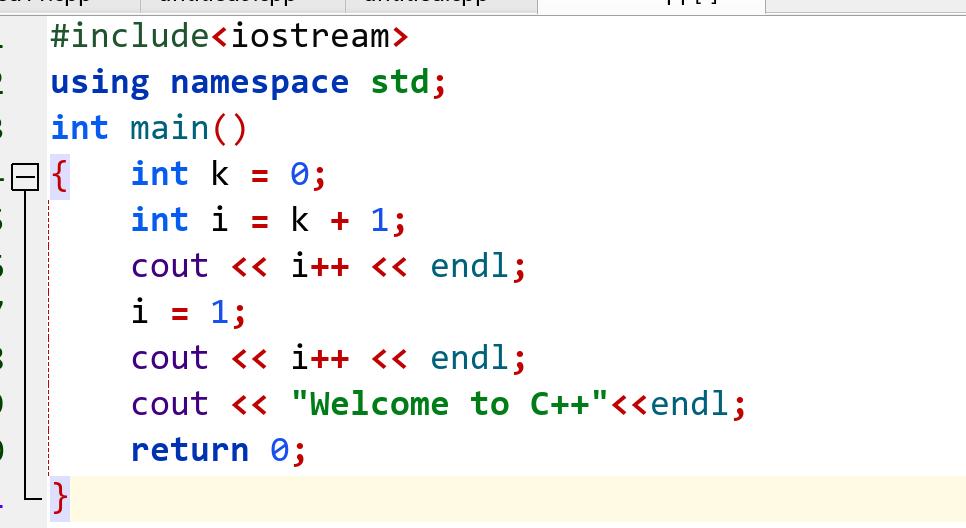 #include<iostream>
using namespace std;
int main()
{   int k = 0;
    int i = k + 1;
    cout << i++ << endl;
    i = 1;
    cout << i++ << endl;
    cout << "Welcome to C++"<<endl;
    return 0;
}